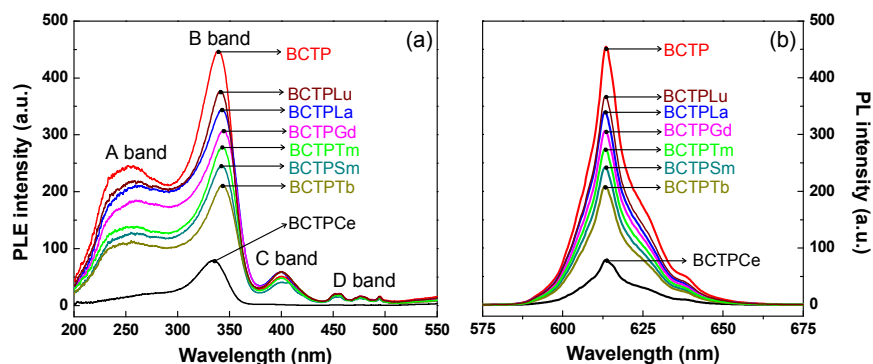 PLE intensity (a.u.)
500
400
300
200
100
0
200 250 300 350 400 450 500 550
Wavelength (nm)
(a)
B band
A band
C band
D band
BCTP
BCTPLu
BCTPLa
BCTPGd
BCTPTm
BCTPSm
BCTPTb
BCTPCe
(b)
BCTP
BCTPLu
BCTPLa
BCTPGd
BCTPTm
BCTPSm
BCTPTb
BCTPCe
575 600 625 650 675
Wavelength (nm)
500
400
300
200
100
0
PL intensity (a.u.)